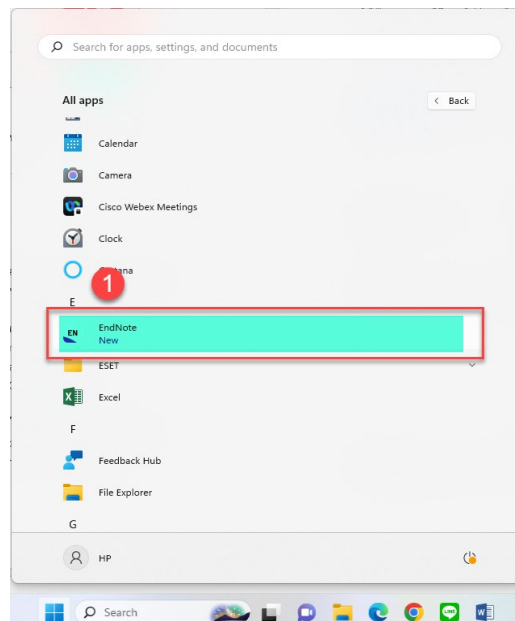 Search for apps, settings, and documents
All apps
< Back
Calendar
Camera
Cisco Webex Meetings
Clock
1
E
EN
EndNote
New
ESET
Excel
F
Feedback Hub
File Explorer
G
HP
Search
LINE